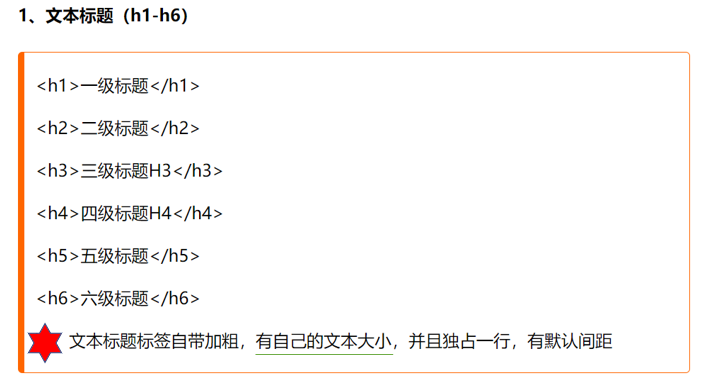 1、文本标题（h1-h6）
<h1>一级标题</h1>
<h2>二级标题</h2>
<h3>三级标题H3</h3>
<h4>四级标题H4</h4>
<h5>五级标题</h5>
<h6>六级标题</h6>
文本标题标签自带加粗，有自己的文本大小，并且独占一行，有默认间距